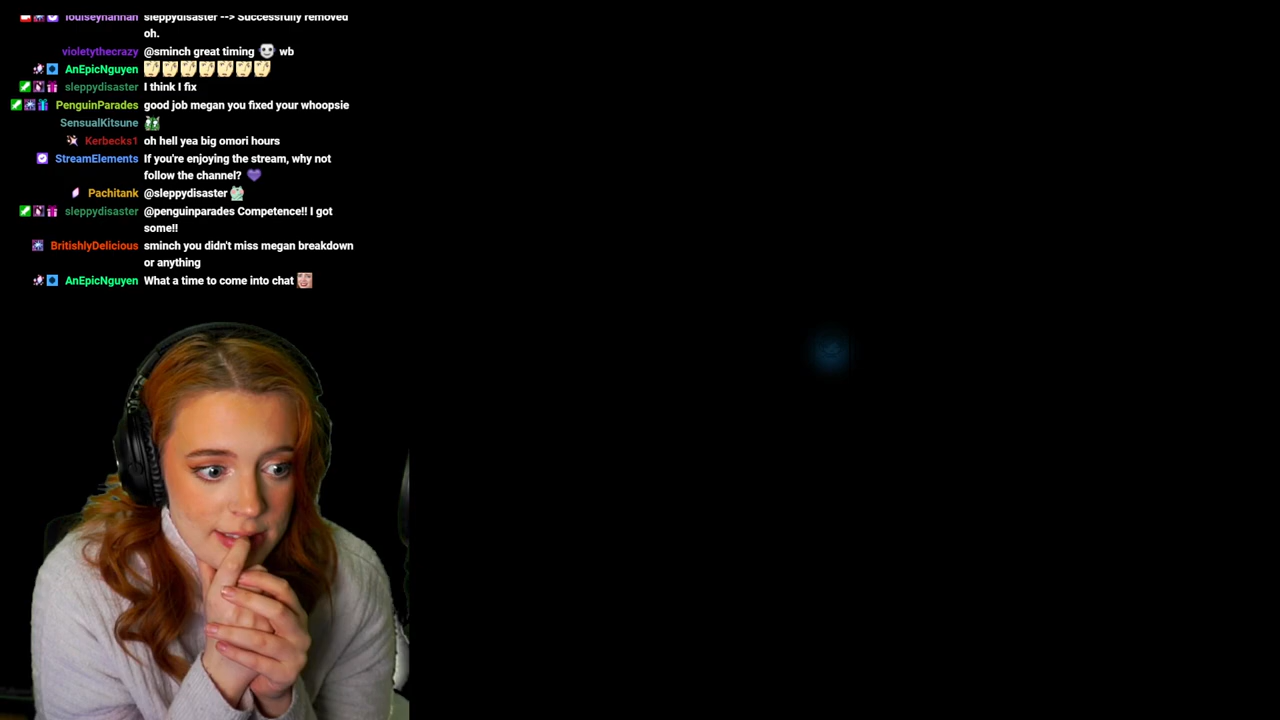 louiseyhannah sleppydisaster --> Successfully removed
oh.
violetythecrazy @sminch great timing wb
AnEpicNguyen
sleppydisaster I think I fix
PenguinParades good job megan you fixed your whoopsie
SensualKitsune
Kerbecks1 oh hell yea big omori hours
StreamElements If you're enjoying the stream, why not
follow the channel? 💜
Pachitank @sleppydisaster
sleppydisaster @penguinparades Competence!! I got
some!!
BritishlyDelicious sminch you didn't miss megan breakdown
or anything
AnEpicNguyen What a time to come into chat